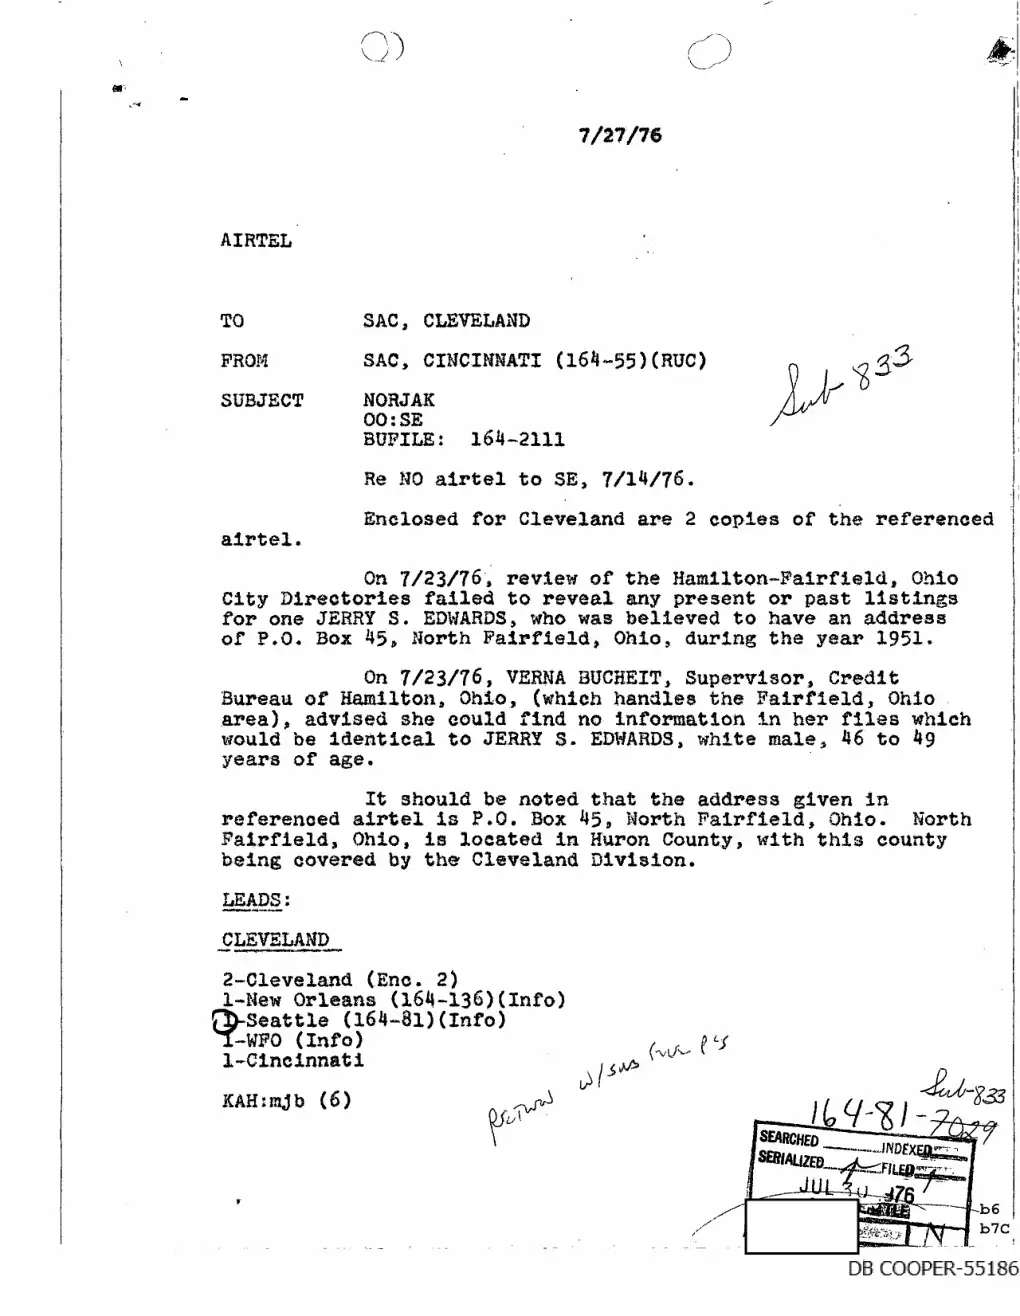 7/27/76
AIRTEL
TO SAC, CLEVELAND
FROM SAC, CINCINNATI (164-55)(RUC)
Sub-833
SUBJECT NORJAK
OO:SE
BUFILE: 164-2111
Re NO airtel to SE, 7/14/76.
Enclosed for Cleveland are 2 copies of the referenced
airtel.
On 7/23/76, review of the Hamilton-Fairfield, Ohio
City Directories failed to reveal any present or past listings
for one JERRY S. EDWARDS, who was believed to have an address
of P.O. Box 45, North Fairfield, Ohio, during the year 1951.
On 7/23/76, VERNA BUCHEIT, Supervisor, Credit
Bureau of Hamilton, Ohio, (which handles the Fairfield, Ohio
area), advised she could find no information in her files which
would be identical to JERRY S. EDWARDS, white male, 46 to 49
years of age.
It should be noted that the address given in
referenced airtel is P.O. Box 45, North Fairfield, Ohio. North
Fairfield, Ohio, is located in Huron County, with this county
being covered by the Cleveland Division.
LEADS:
CLEVELAND
2-Cleveland (Enc. 2)
1-New Orleans (164-136)(Info)
1-Seattle (164-81)(Info)
1-WFO (Info)
1-Cincinnati
KAH:mjb (6)
Sub-833
164-81-7029
SEARCHED INDEXED
SERIALIZED FILED
JUL 30 1976
SEATTLE
b6
b7C
DB COOPER-55186